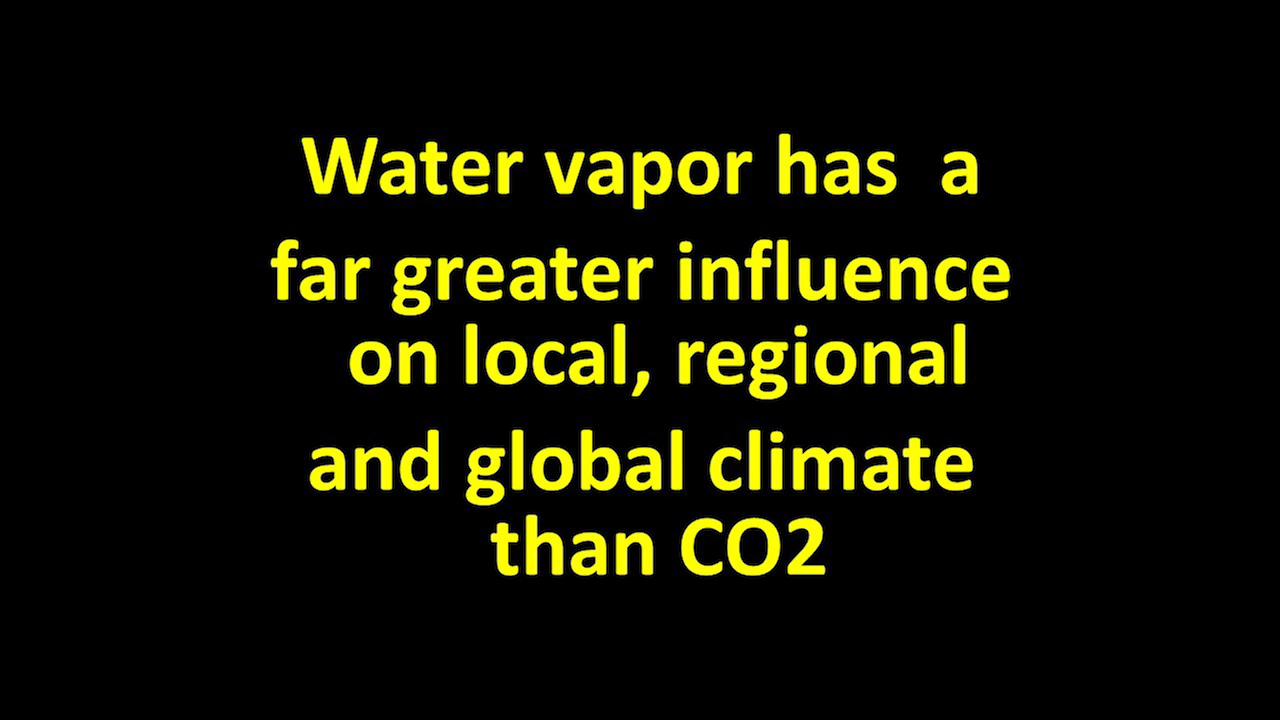 Water vapor has  a
far greater influence
on local, regional
and global climate
than CO2